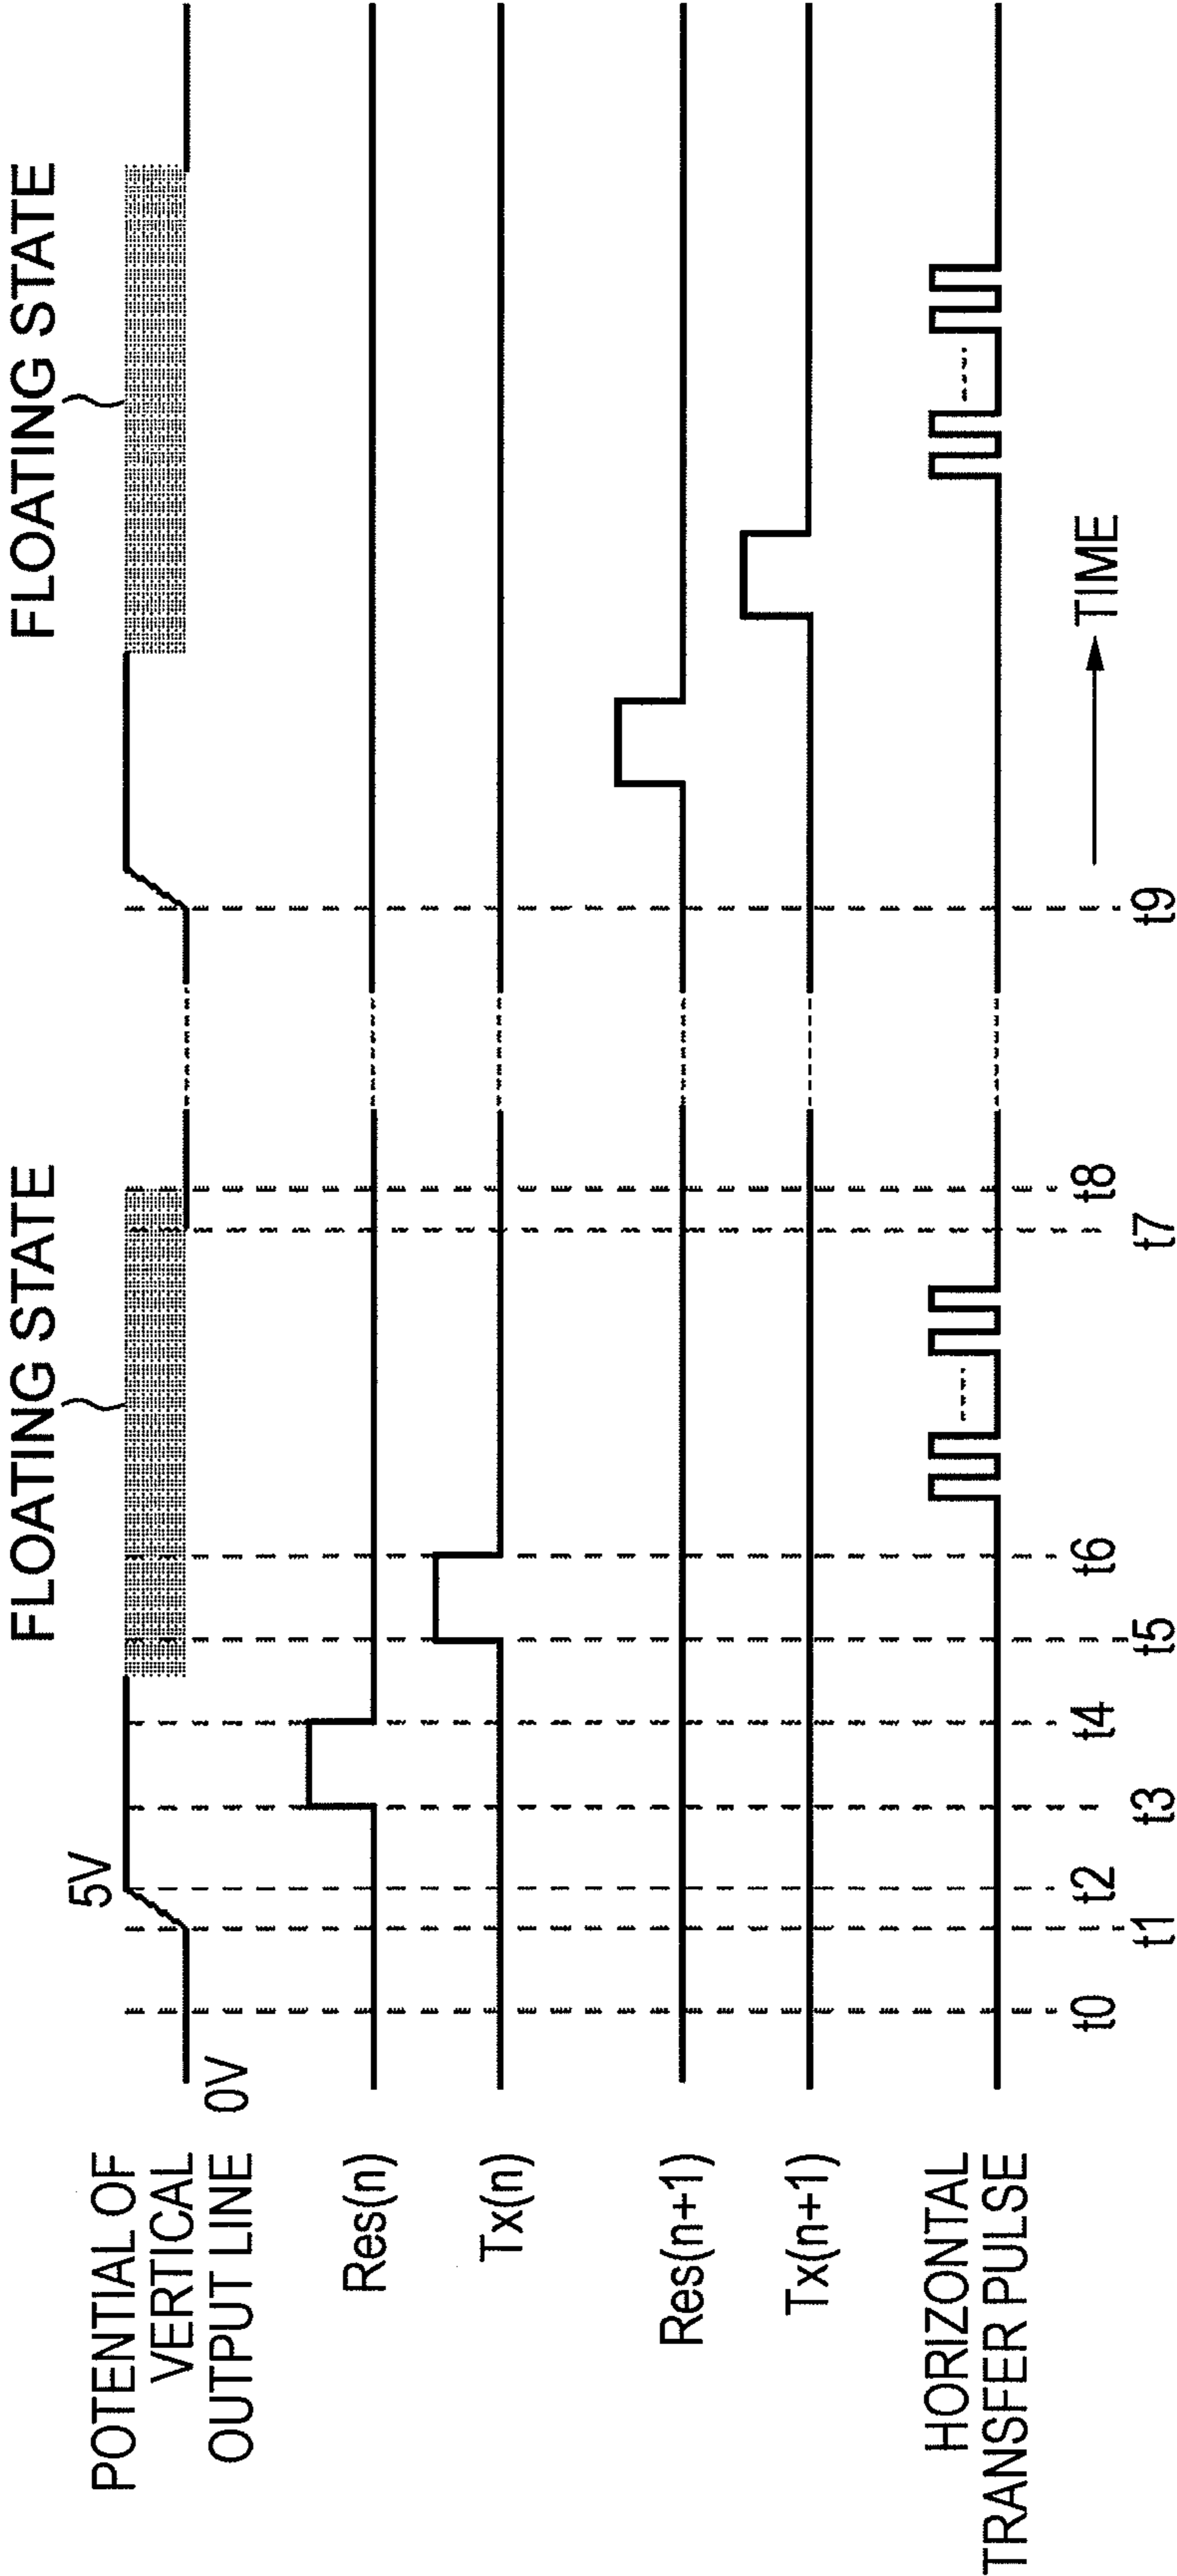 FLOATING STATE
FLOATING STATE
5V
POTENTIAL OF
VERTICAL
OUTPUT LINE
0V
Res(n)
Tx(n)
Res(n+1)
Tx(n+1)
HORIZONTAL
TRANSFER PULSE
t0
t1
t2
t3
t4
t5
t6
t7
t8
t9
TIME